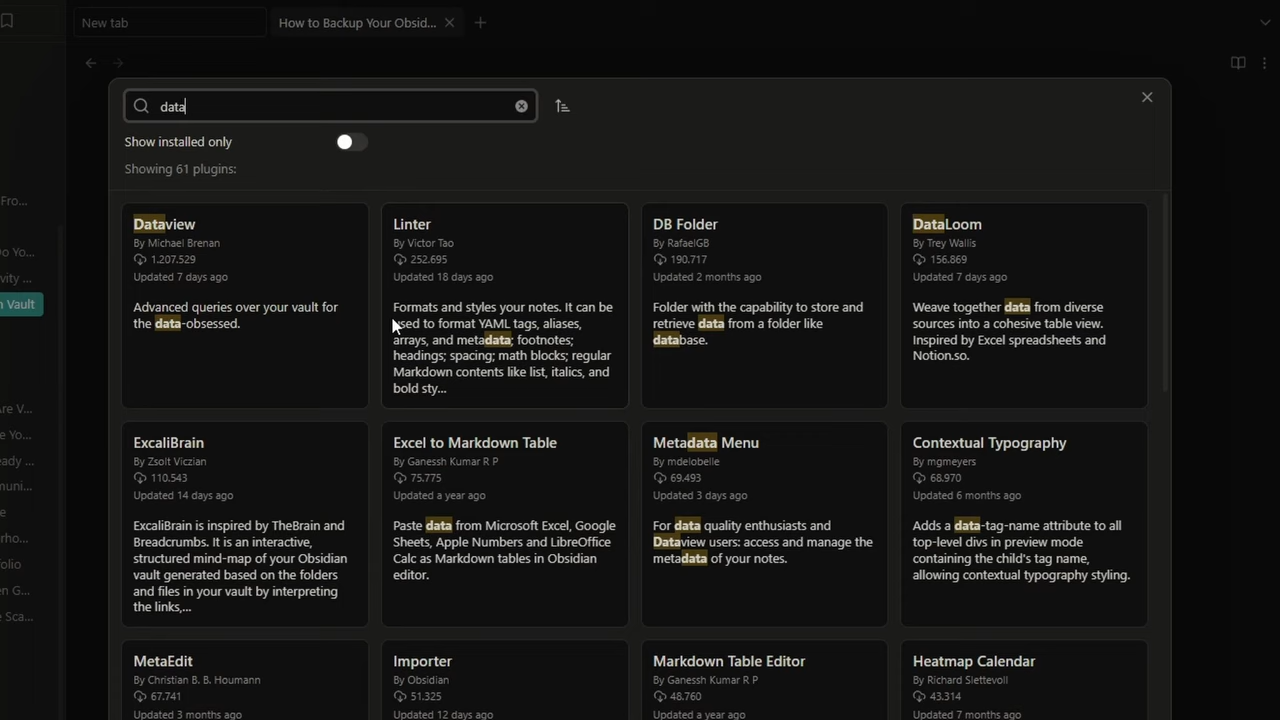 New tab
How to Backup Your Obsid...
data
Show installed only
Showing 61 plugins:
Dataview
By Michael Brenan
1.207.529
Updated 7 days ago
Advanced queries over your vault for
the data-obsessed.
Linter
By Victor Tao
252.695
Updated 18 days ago
Formats and styles your notes. It can be
used to format YAML tags, aliases,
arrays, and metadata; footnotes;
headings; spacing; math blocks; regular
Markdown contents like list, italics, and
bold sty...
DB Folder
By RafaelGB
190.717
Updated 2 months ago
Folder with the capability to store and
retrieve data from a folder like
database.
DataLoom
By Trey Wallis
156.869
Updated 7 days ago
Weave together data from diverse
sources into a cohesive table view.
Inspired by Excel spreadsheets and
Notion.so.
ExcaliBrain
By Zsolt Viczian
110.543
Updated 14 days ago
ExcaliBrain is inspired by TheBrain and
Breadcrumbs. It is an interactive,
structured mind-map of your Obsidian
vault generated based on the folders
and files in your vault by interpreting
the links,...
Excel to Markdown Table
By Ganessh Kumar R P
75.775
Updated a year ago
Paste data from Microsoft Excel, Google
Sheets, Apple Numbers and LibreOffice
Calc as Markdown tables in Obsidian
editor.
Metadata Menu
By mdelobelle
69.493
Updated 3 days ago
For data quality enthusiasts and
Dataview users: access and manage the
metadata of your notes.
Contextual Typography
By mgmeyers
68.970
Updated 6 months ago
Adds a data-tag-name attribute to all
top-level divs in preview mode
containing the child's tag name,
allowing contextual typography styling.
MetaEdit
By Christian B. B. Houmann
67.741
Updated 3 months ago
Importer
By Obsidian
51.325
Updated 12 days ago
Markdown Table Editor
By Ganessh Kumar R P
48.760
Updated a year ago
Heatmap Calendar
By Richard Slettevoll
43.314
Updated 7 months ago
Fro...
Do Yo...
vity ...
n Vault
Are V...
e Yo...
eady ...
muni...
e
rho...
folio
en G...
e Sca...